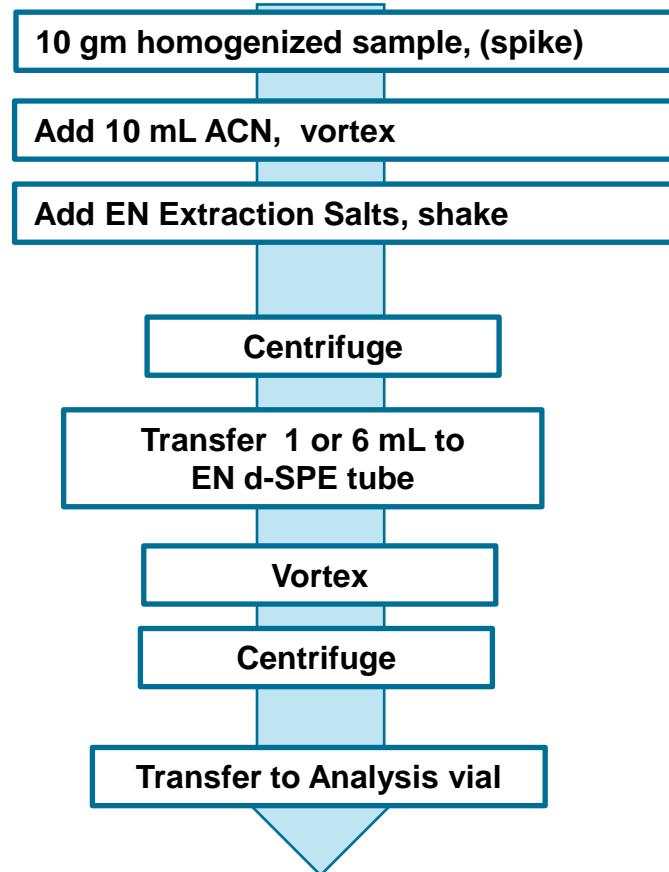 10 gm homogenized sample, (spike)
Add 10 mL ACN,  vortex
Add EN Extraction Salts, shake
Centrifuge
Transfer  1 or 6 mL to
EN d-SPE tube
Vortex
Centrifuge
Transfer to Analysis vial